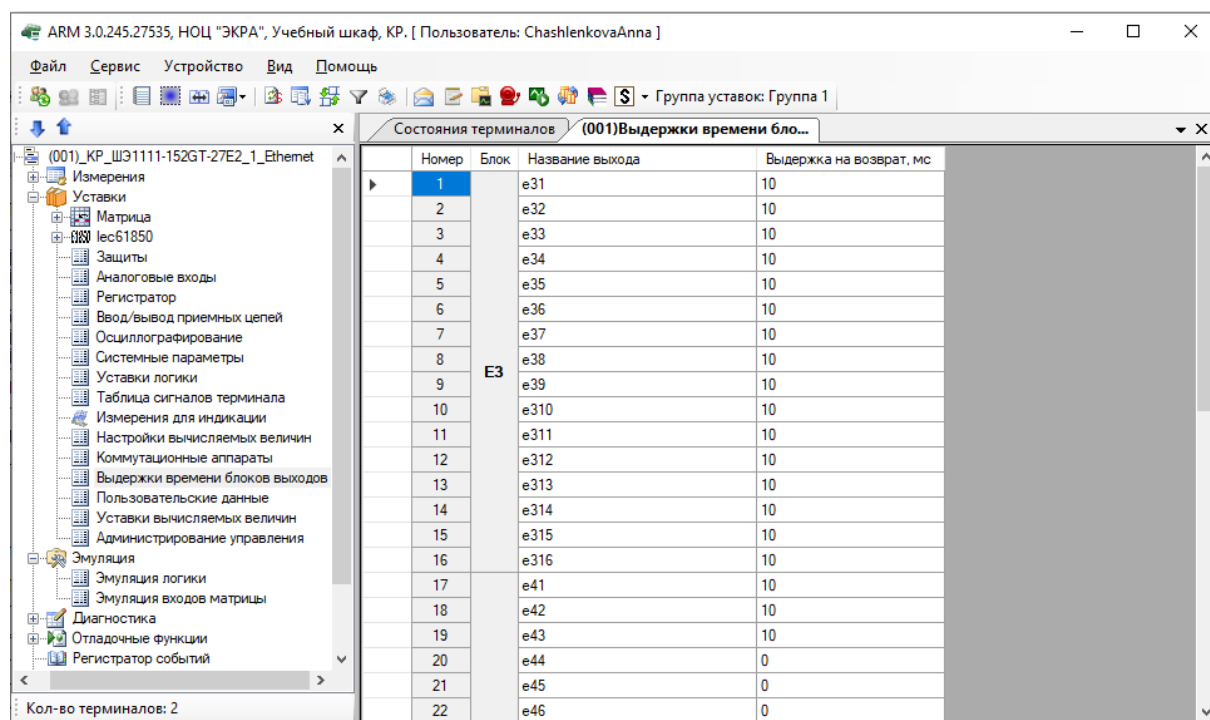 ARM 3.0.245.27535, НОЦ "ЭКРА", Учебный шкаф, КР. [ Пользователь: ChashlenkovaAnna ]
Файл Сервис Устройство Вид Помощь
S Группа уставок: Группа 1
Состояния терминалов (001)Выдержки времени бло...
(001)_КР_ШЭ1111-152GT-27E2_1_Ethernet
Измерения
Уставки
Матрица
61850 Iec61850
Защиты
Аналоговые входы
Регистратор
Ввод/вывод приемных цепей
Осциллографирование
Системные параметры
Уставки логики
Таблица сигналов терминала
Измерения для индикации
Настройки вычисляемых величин
Коммутационные аппараты
Выдержки времени блоков выходов
Пользовательские данные
Уставки вычисляемых величин
Администрирование управления
Эмуляция
Эмуляция логики
Эмуляция входов матрицы
Диагностика
Отладочные функции
Регистратор событий
Кол-во терминалов: 2
Номер Блок Название выхода Выдержка на возврат, мс
1 e31 10
2 e32 10
3 e33 10
4 e34 10
5 e35 10
6 e36 10
7 e37 10
8 e38 10
E3
9 e39 10
10 e310 10
11 e311 10
12 e312 10
13 e313 10
14 e314 10
15 e315 10
16 e316 10
17 e41 10
18 e42 10
19 e43 10
20 e44 0
21 e45 0
22 e46 0